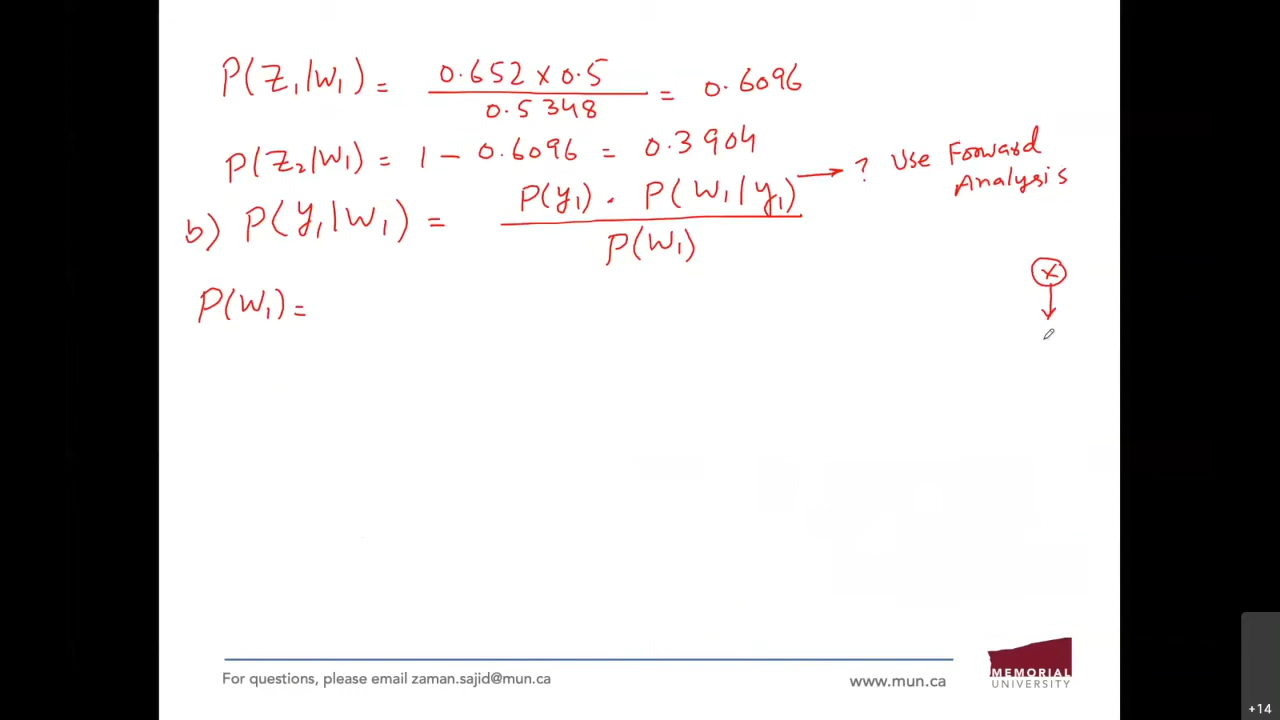 P(Z₁/W₁) = 0.652 × 0.5 / 0.5348 = 0.6096
P(Z₂/W₁) = 1 - 0.6096 = 0.3904
b) P(Y₁/W₁) = P(Y₁) . P(W₁/Y₁) / P(W₁) → ? Use Forward Analysis
P(W₁) =
X
For questions, please email zaman.sajid@mun.ca
www.mun.ca
MEMORIAL
UNIVERSITY
+14